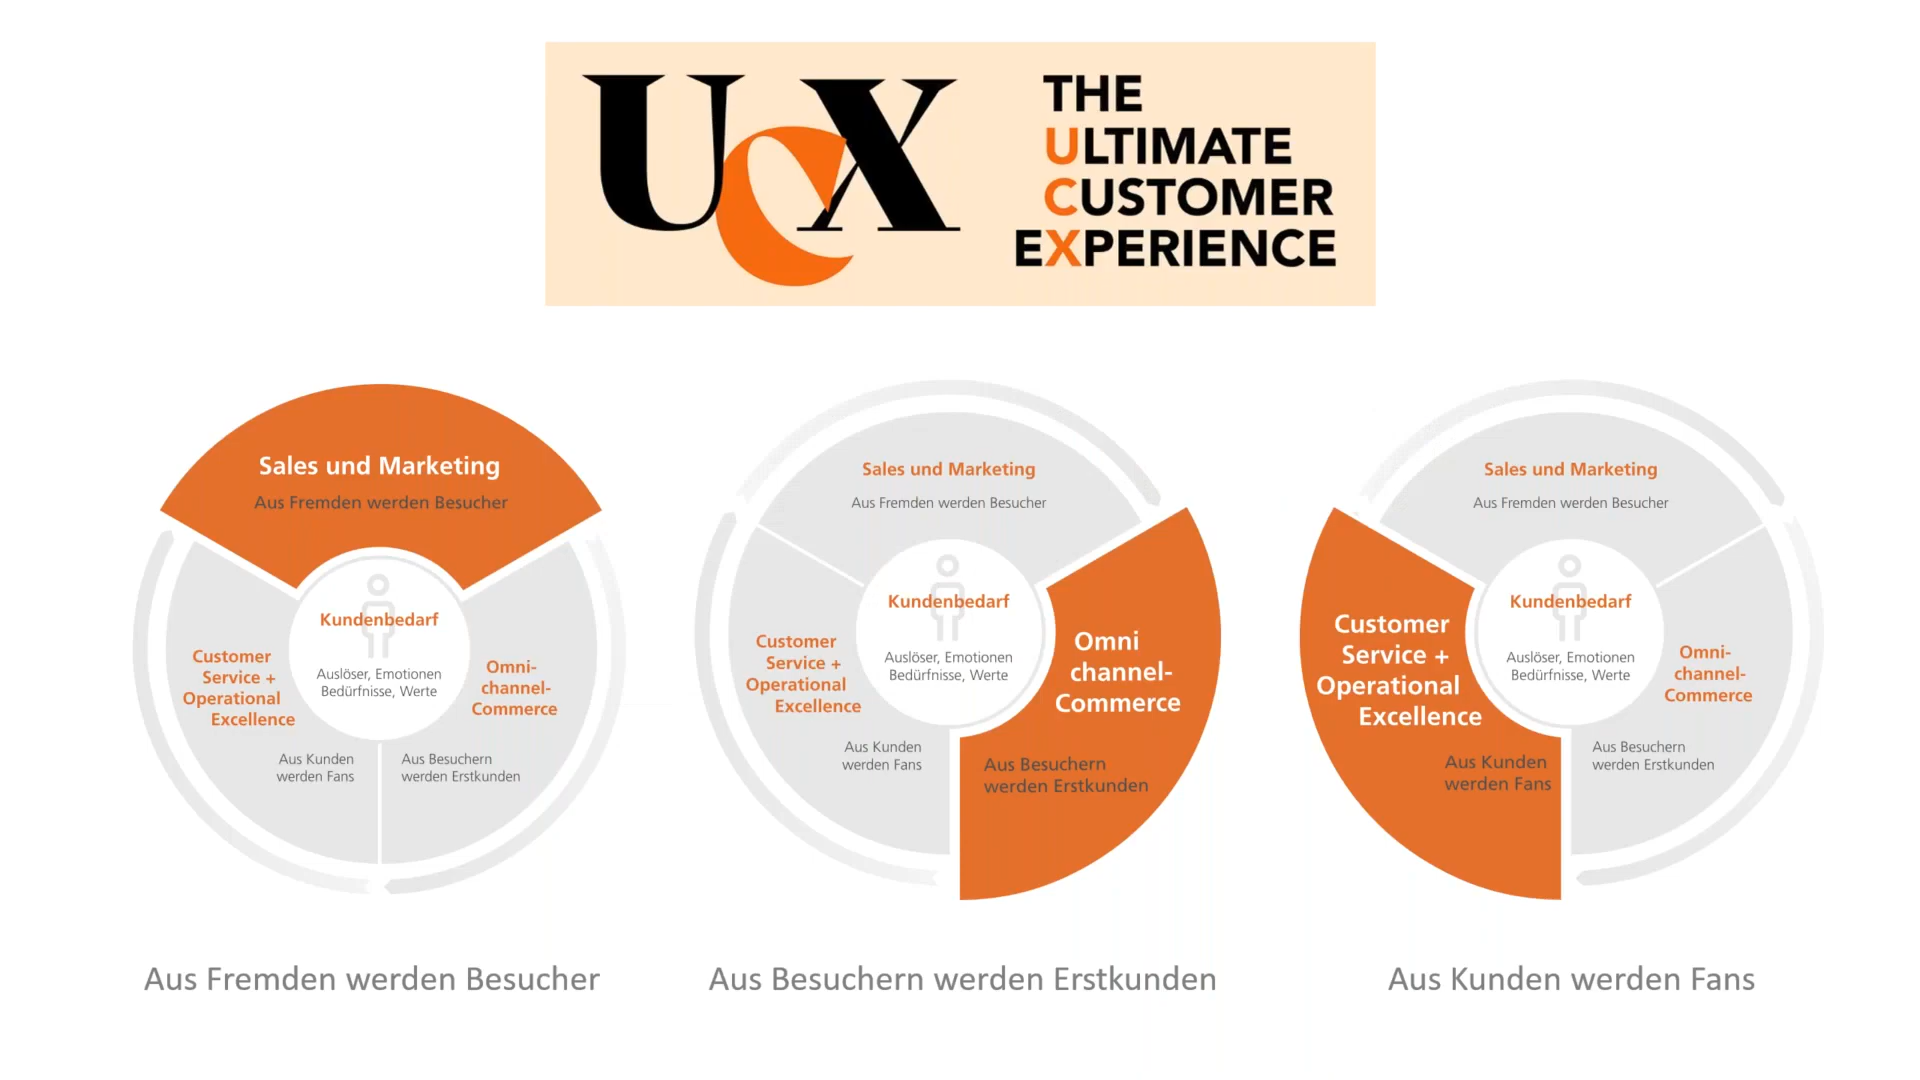 UCX
THE
ULTIMATE
CUSTOMER
EXPERIENCE
Sales und Marketing
Aus Fremden werden Besucher
Kundenbedarf
Auslöser, Emotionen
Bedürfnisse, Werte
Customer
Service +
Operational
Excellence
Aus Kunden
werden Fans
Omni-
channel-
Commerce
Aus Besuchern
werden Erstkunden
Sales und Marketing
Aus Fremden werden Besucher
Kundenbedarf
Auslöser, Emotionen
Bedürfnisse, Werte
Customer
Service +
Operational
Excellence
Aus Kunden
werden Fans
Omni
channel-
Commerce
Aus Besuchern
werden Erstkunden
Sales und Marketing
Aus Fremden werden Besucher
Kundenbedarf
Auslöser, Emotionen
Bedürfnisse, Werte
Customer
Service +
Operational
Excellence
Aus Kunden
werden Fans
Omni-
channel-
Commerce
Aus Besuchern
werden Erstkunden
Aus Fremden werden Besucher
Aus Besuchern werden Erstkunden
Aus Kunden werden Fans